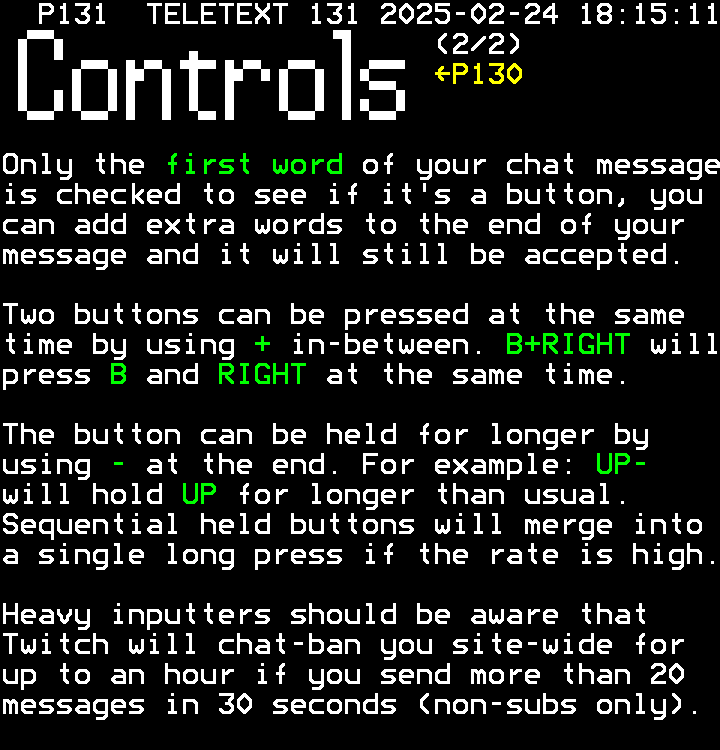 P131  TELETEXT 131 2025-02-24 18:15:11
Controls
(2/2)
←P130
Only the first word of your chat message
is checked to see if it's a button, you
can add extra words to the end of your
message and it will still be accepted.
Two buttons can be pressed at the same
time by using + in-between. B+RIGHT will
press B and RIGHT at the same time.
The button can be held for longer by
using - at the end. For example: UP-
will hold UP for longer than usual.
Sequential held buttons will merge into
a single long press if the rate is high.
Heavy inputters should be aware that
Twitch will chat-ban you site-wide for
up to an hour if you send more than 20
messages in 30 seconds (non-subs only).